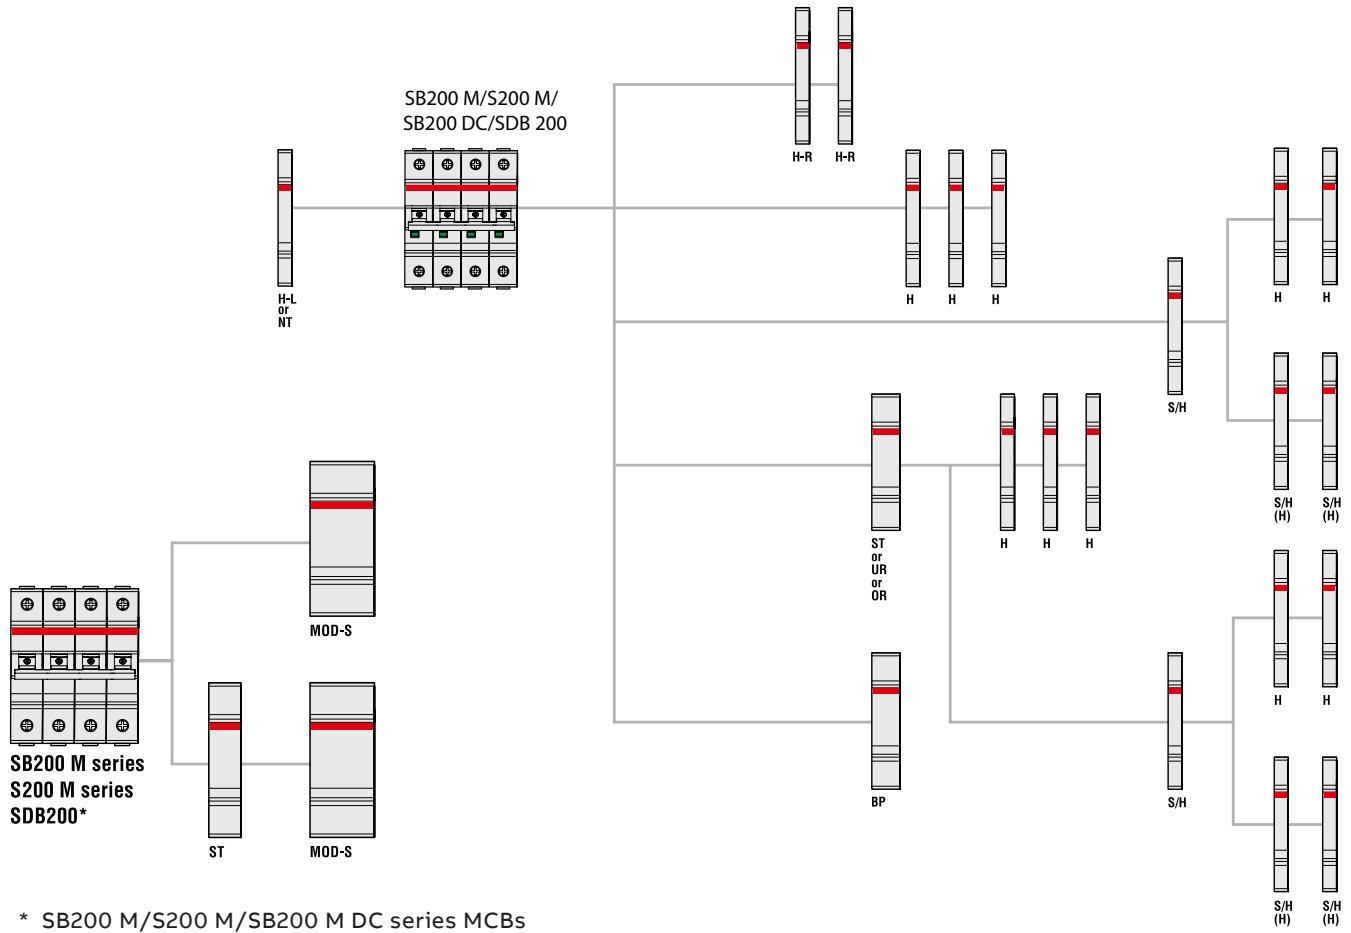 SB200 M/S200 M/
SB200 DC/SDB 200
H-R
H-R
H-L
or
NT
H
H
H
H
H
S/H
S/H
(H)
S/H
(H)
ST
or
UR
or
OR
H
H
H
MOD-S
SB200 M series
S200 M series
SDB200*
ST
MOD-S
BP
S/H
H
H
S/H
(H)
S/H
(H)
* SB200 M/S200 M/SB200 M DC series MCBs